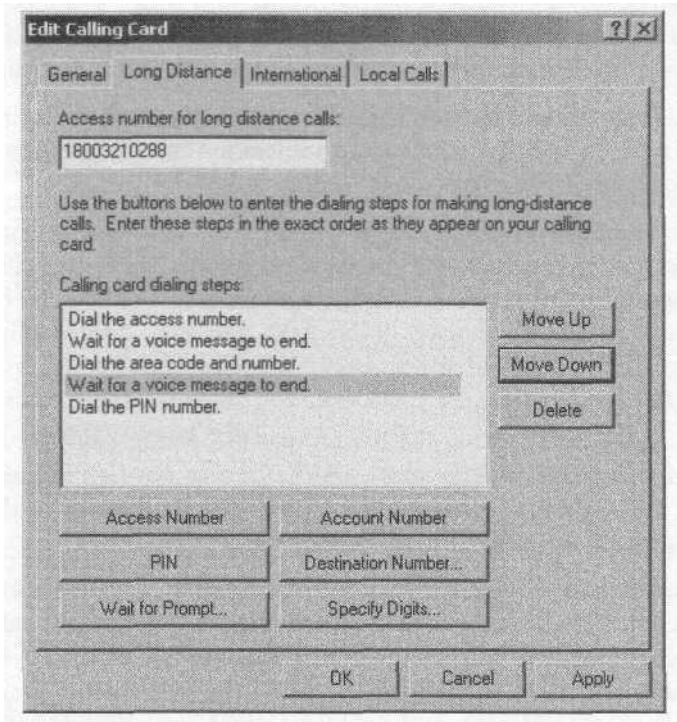 Edit Calling Card
General Long Distance International Local Calls
Access number for long distance calls:
18003210288
Use the buttons below to enter the dialing steps for making long-distance
calls. Enter these steps in the exact order as they appear on your calling
card.
Calling card dialing steps:
Dial the access number.
Wait for a voice message to end.
Dial the area code and number.
Wait for a voice message to end.
Dial the PIN number.
Move Up
Move Down
Delete
Access Number Account Number
PIN Destination Number...
Wait for Prompt... Specify Digits...
OK Cancel Apply